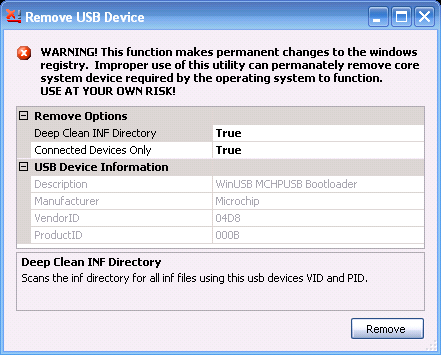 Remove USB Device
WARNING! This function makes permanent changes to the windows
registry. Improper use of this utility can permanately remove core
system device required by the operating system to function.
USE AT YOUR OWN RISK!
Remove Options
Deep Clean INF Directory True
Connected Devices Only True
USB Device Information
Description WinUSB MCHPUSB Bootloader
Manufacturer Microchip
VendorID 04D8
ProductID 000B
Deep Clean INF Directory
Scans the inf directory for all inf files using this usb devices VID and PID.
Remove